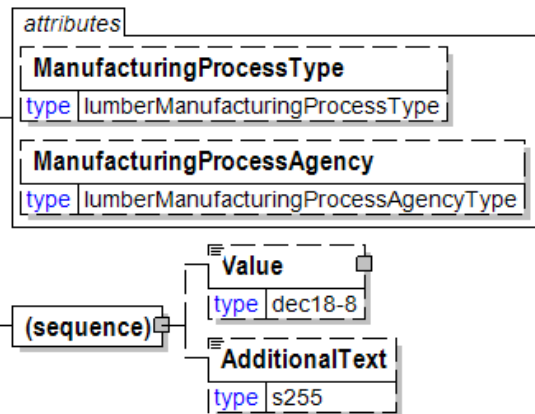 attributes
ManufacturingProcessType
type lumberManufacturingProcessType
ManufacturingProcessAgency
type lumberManufacturingProcessAgencyType
Value
type dec18-8
(sequence)
AdditionalText
type s255